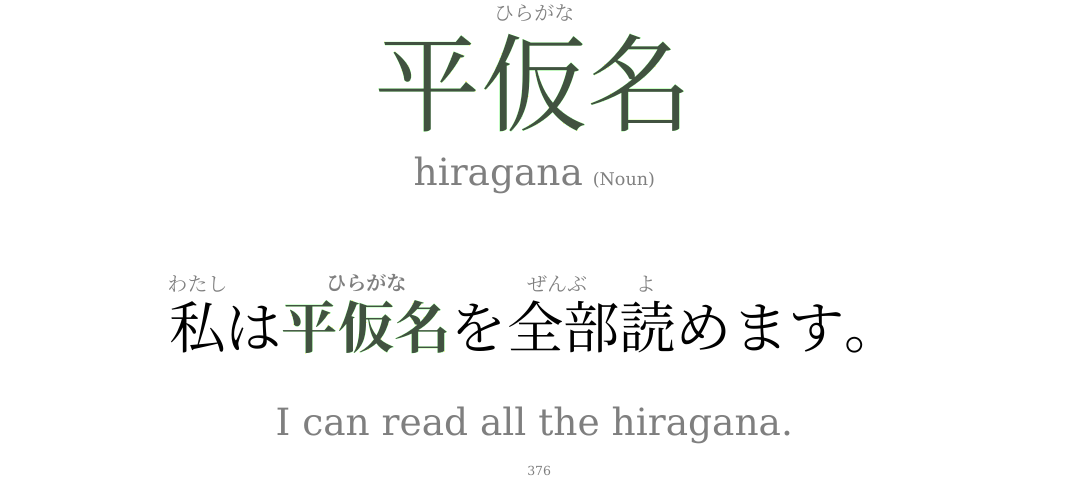 ひらがな
平仮名
hiragana (Noun)
わたし ひらがな ぜんぶ よ
私は平仮名を全部読めます。
I can read all the hiragana.
376